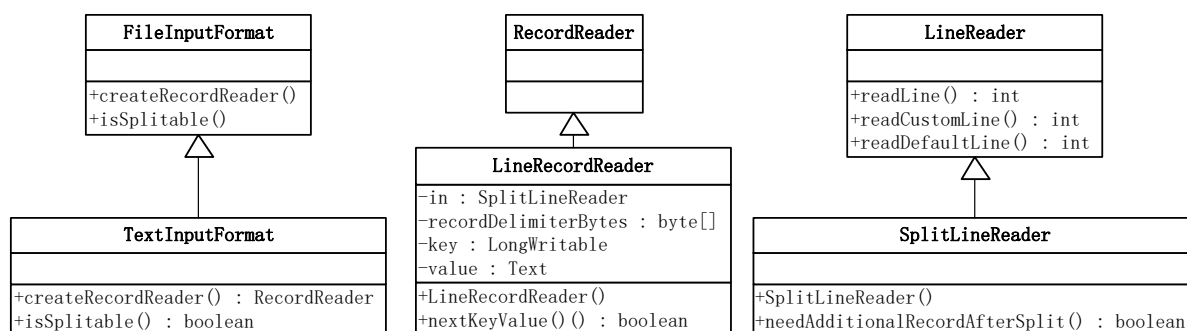 FileInputFormat
+createRecordReader()
+isSplitable()
TextInputFormat
+createRecordReader() : RecordReader
+isSplitable() : boolean
RecordReader
LineRecordReader
-in : SplitLineReader
-recordDelimiterBytes : byte[]
-key : LongWritable
-value : Text
+LineRecordReader()
+nextKeyValue()() : boolean
LineReader
+readLine() : int
+readCustomLine() : int
+readDefaultLine() : int
SplitLineReader
+SplitLineReader()
+needAdditionalRecordAfterSplit() : boolean